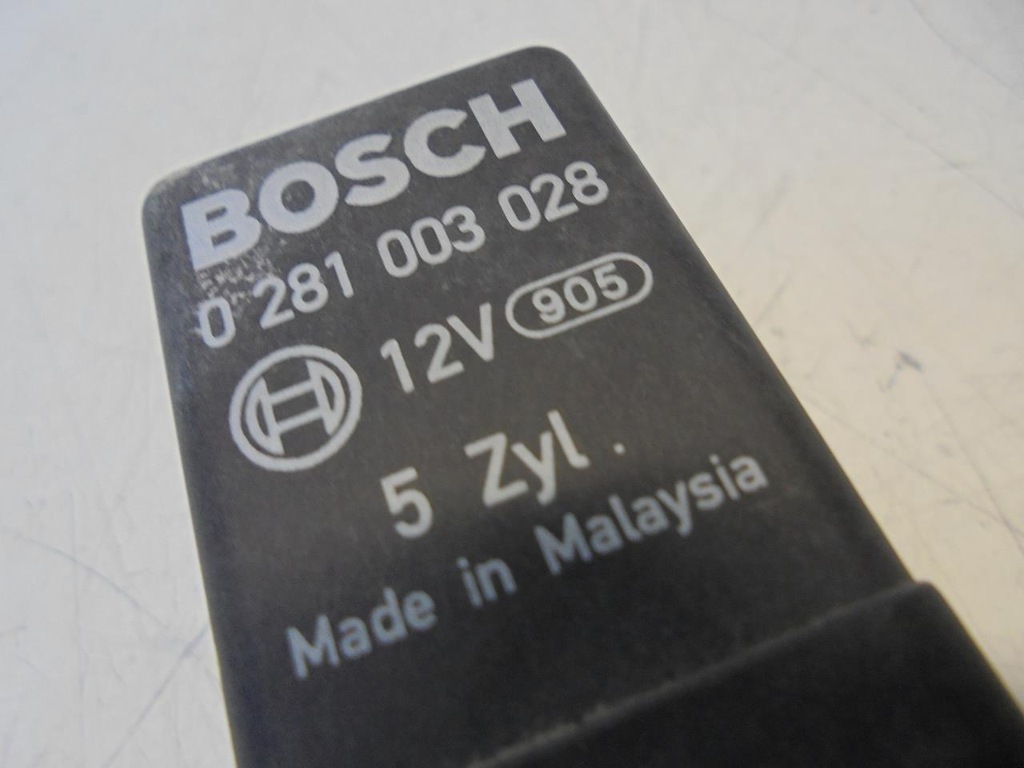 BOSCH
0 281 003 028
12V 905
5 Zyl.
Made in Malaysia